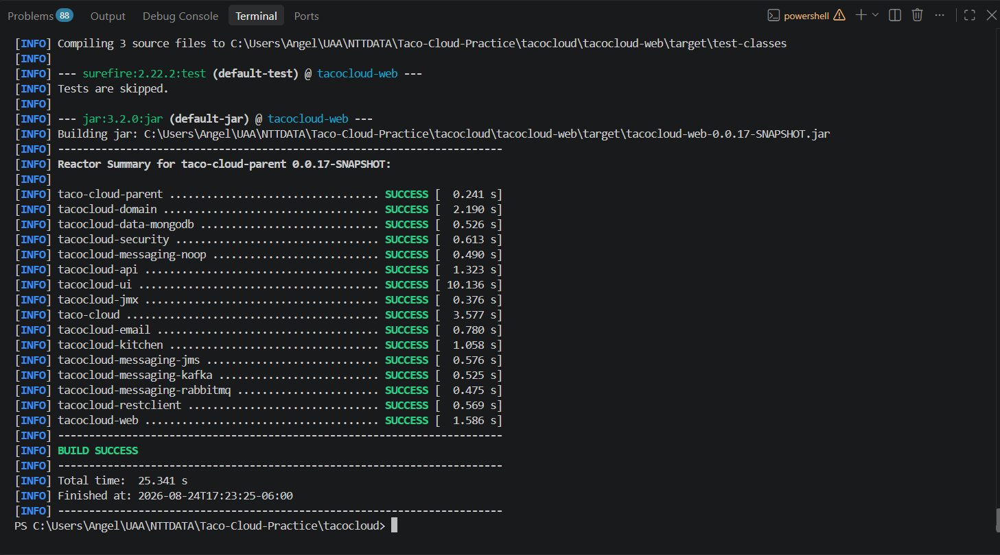 Problems 88 Output Debug Console Terminal Ports powershell
[INFO] Compiling 3 source files to C:\Users\Angel\UAA\NTTDATA\Taco-Cloud-Practice\tacocloud\tacocloud-web\target\test-classes
[INFO]
[INFO] --- surefire:2.22.2:test (default-test) @ tacocloud-web ---
[INFO] Tests are skipped.
[INFO]
[INFO] --- jar:3.2.0:jar (default-jar) @ tacocloud-web ---
[INFO] Building jar: C:\Users\Angel\UAA\NTTDATA\Taco-Cloud-Practice\tacocloud\tacocloud-web\target\tacocloud-web-0.0.17-SNAPSHOT.jar
[INFO] ------------------------------------------------------------------------
[INFO] Reactor Summary for taco-cloud-parent 0.0.17-SNAPSHOT:
[INFO]
[INFO] taco-cloud-parent .................................. SUCCESS [  0.241 s]
[INFO] tacocloud-domain ................................... SUCCESS [  2.190 s]
[INFO] tacocloud-data-mongodb ............................. SUCCESS [  0.526 s]
[INFO] tacocloud-security ................................. SUCCESS [  0.613 s]
[INFO] tacocloud-messaging-noop ........................... SUCCESS [  0.490 s]
[INFO] tacocloud-api ...................................... SUCCESS [  1.323 s]
[INFO] tacocloud-ui ....................................... SUCCESS [ 10.136 s]
[INFO] tacocloud-jmx ...................................... SUCCESS [  0.376 s]
[INFO] taco-cloud ......................................... SUCCESS [  3.577 s]
[INFO] tacocloud-email .................................... SUCCESS [  0.780 s]
[INFO] tacocloud-kitchen .................................. SUCCESS [  1.058 s]
[INFO] tacocloud-messaging-jms ............................ SUCCESS [  0.576 s]
[INFO] tacocloud-messaging-kafka .......................... SUCCESS [  0.525 s]
[INFO] tacocloud-messaging-rabbitmq ....................... SUCCESS [  0.475 s]
[INFO] tacocloud-restclient ............................... SUCCESS [  0.569 s]
[INFO] tacocloud-web ...................................... SUCCESS [  1.586 s]
[INFO] ------------------------------------------------------------------------
[INFO] BUILD SUCCESS
[INFO] ------------------------------------------------------------------------
[INFO] Total time:  25.341 s
[INFO] Finished at: 2026-08-24T17:23:25-06:00
[INFO] ------------------------------------------------------------------------
PS C:\Users\Angel\UAA\NTTDATA\Taco-Cloud-Practice\tacocloud>